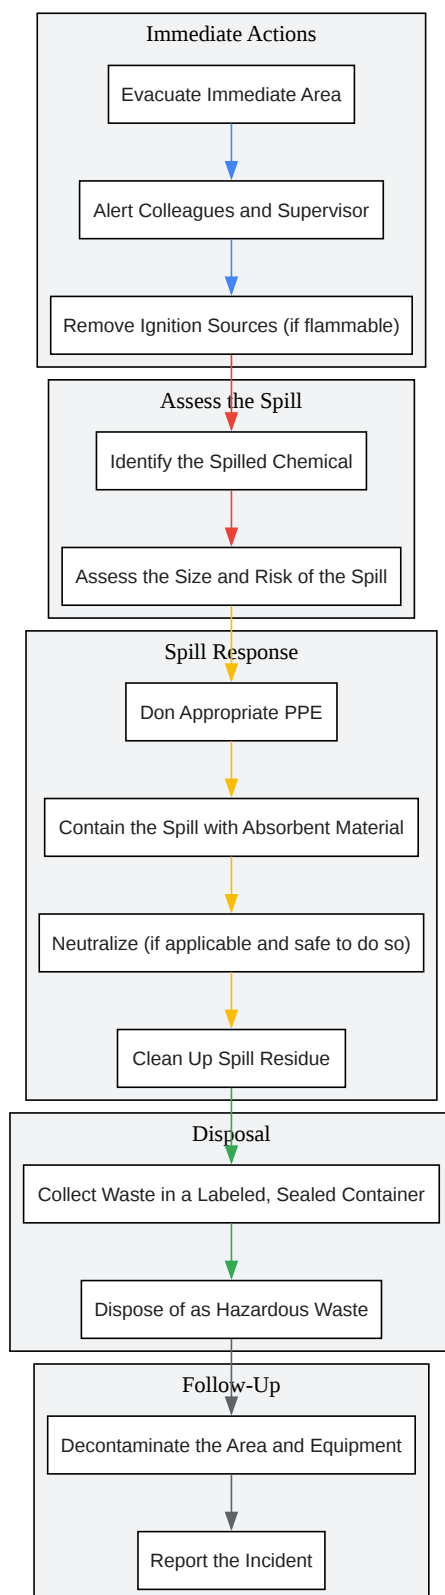 Immediate Actions
Evacuate Immediate Area
Alert Colleagues and Supervisor
Remove Ignition Sources (if flammable)
Assess the Spill
Identify the Spilled Chemical
Assess the Size and Risk of the Spill
Spill Response
Don Appropriate PPE
Contain the Spill with Absorbent Material
Neutralize (if applicable and safe to do so)
Clean Up Spill Residue
Disposal
Collect Waste in a Labeled, Sealed Container
Dispose of as Hazardous Waste
Follow-Up
Decontaminate the Area and Equipment
Report the Incident